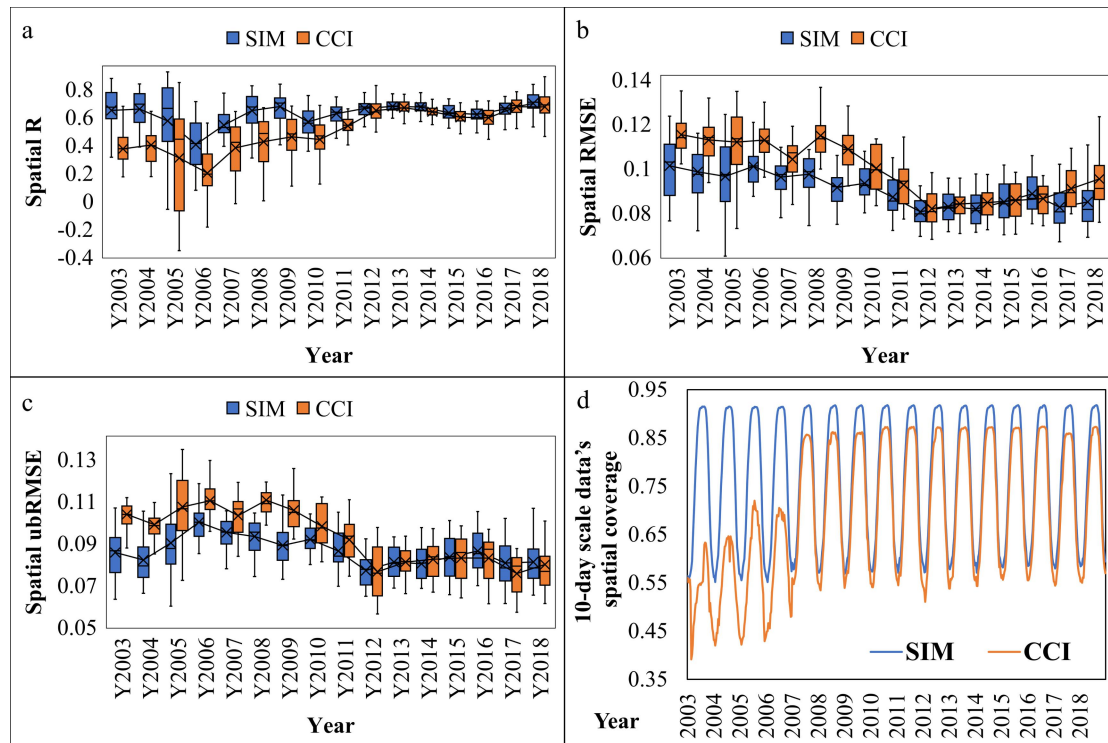 a
SIM CCI
Spatial R
0.8
0.6
0.4
0.2
0
-0.2
-0.4
Y2003 Y2004 Y2005 Y2006 Y2007 Y2008 Y2009 Y2010 Y2011 Y2012 Y2013 Y2014 Y2015 Y2016 Y2017 Y2018
Year
b
SIM CCI
Spatial RMSE
0.14
0.12
0.1
0.08
0.06
Y2003 Y2004 Y2005 Y2006 Y2007 Y2008 Y2009 Y2010 Y2011 Y2012 Y2013 Y2014 Y2015 Y2016 Y2017 Y2018
Year
c
SIM CCI
Spatial ubRMSE
0.13
0.11
0.09
0.07
0.05
Y2003 Y2004 Y2005 Y2006 Y2007 Y2008 Y2009 Y2010 Y2011 Y2012 Y2013 Y2014 Y2015 Y2016 Y2017 Y2018
Year
d
10-day scale data's
spatial coverage
0.95
0.85
0.75
0.65
0.55
0.45
0.35
SIM CCI
2003 2004 2005 2006 2007 2008 2009 2010 2011 2012 2013 2014 2015 2016 2017 2018
Year